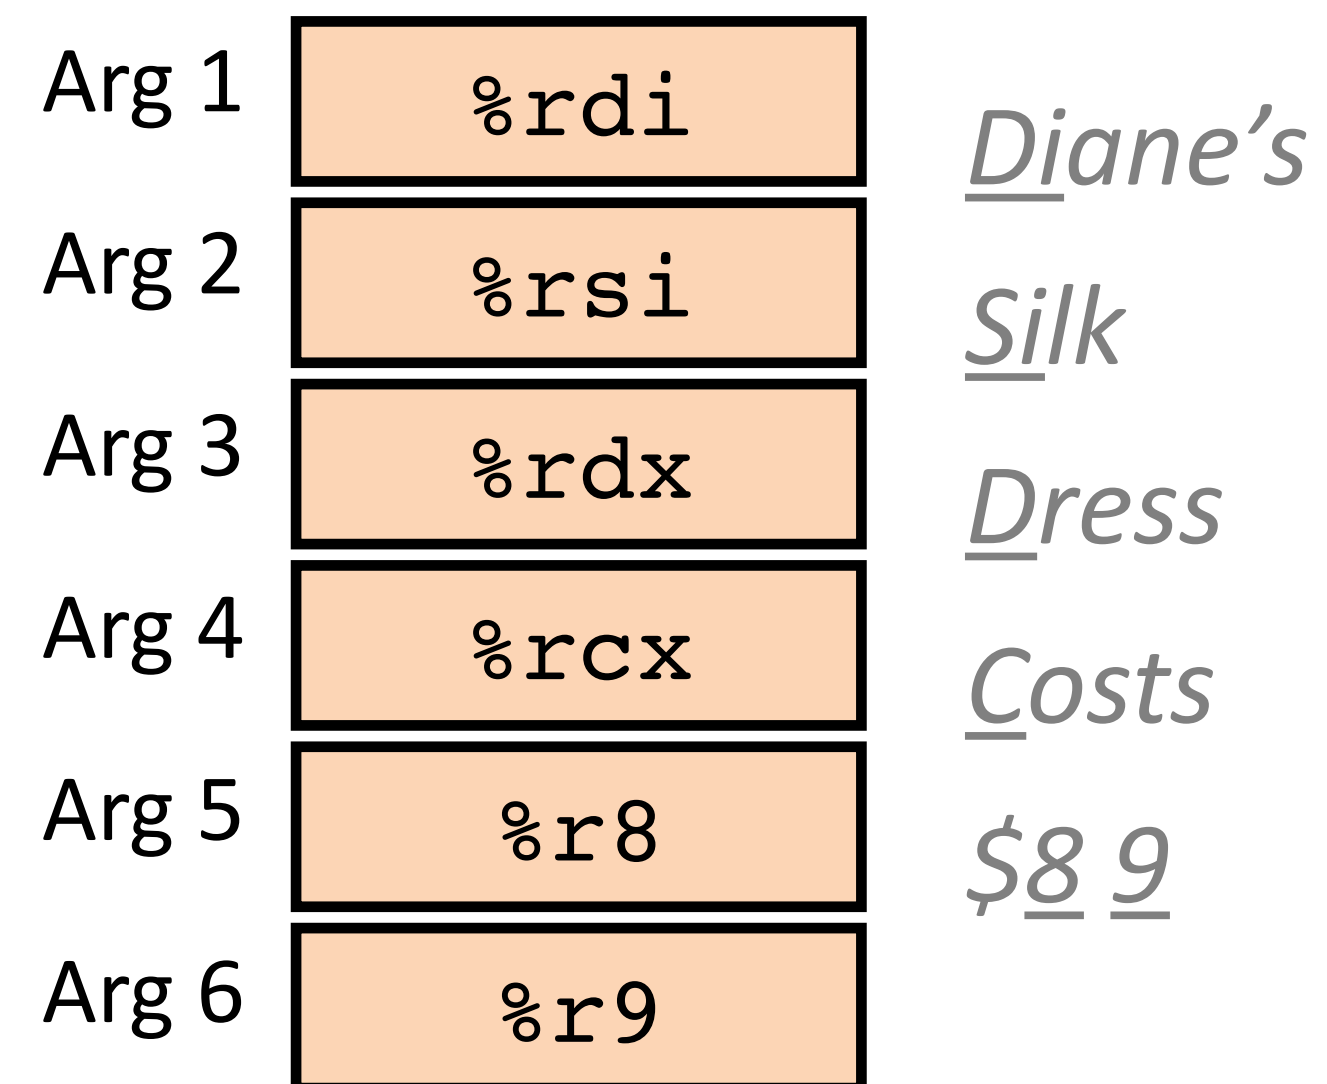 Arg 1 %rdi
Diane’s
Arg 2 %rsi
Silk
Arg 3 %rdx
Dress
Arg 4 %rcx
Costs
Arg 5 %r8
$8 9
Arg 6 %r9